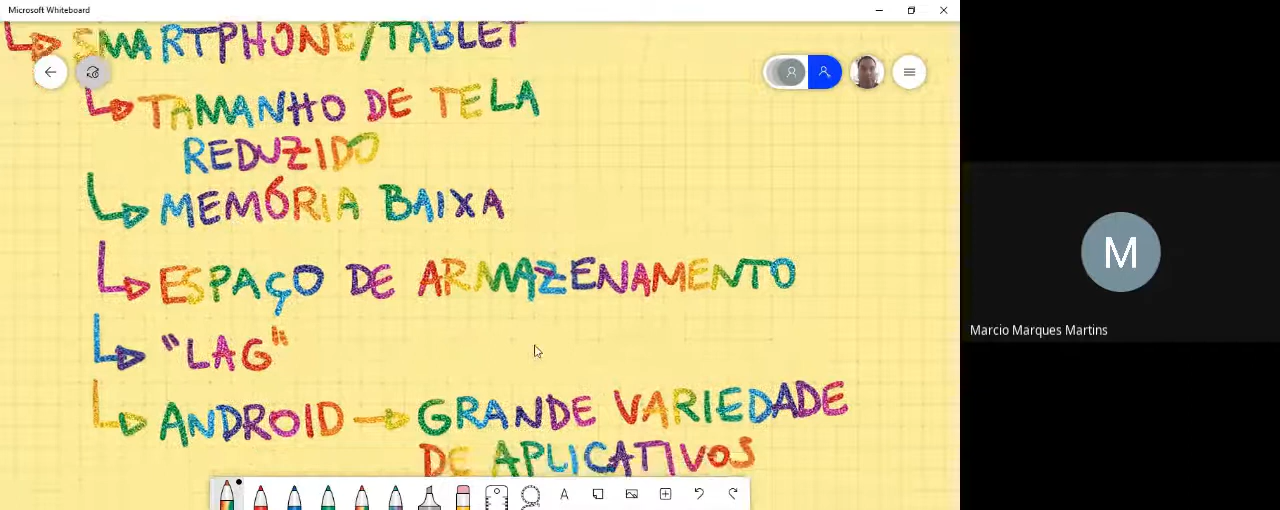 Microsoft Whiteboard
SMARTPHONE/TABLET
TAMANHO DE TELA
REDUZIDO
MEMÓRIA BAIXA
ESPAÇO DE ARMAZENAMENTO
"LAG"
ANDROID → GRANDE VARIEDADE
DE APLICATIVOS
A
M
Marcio Marques Martins